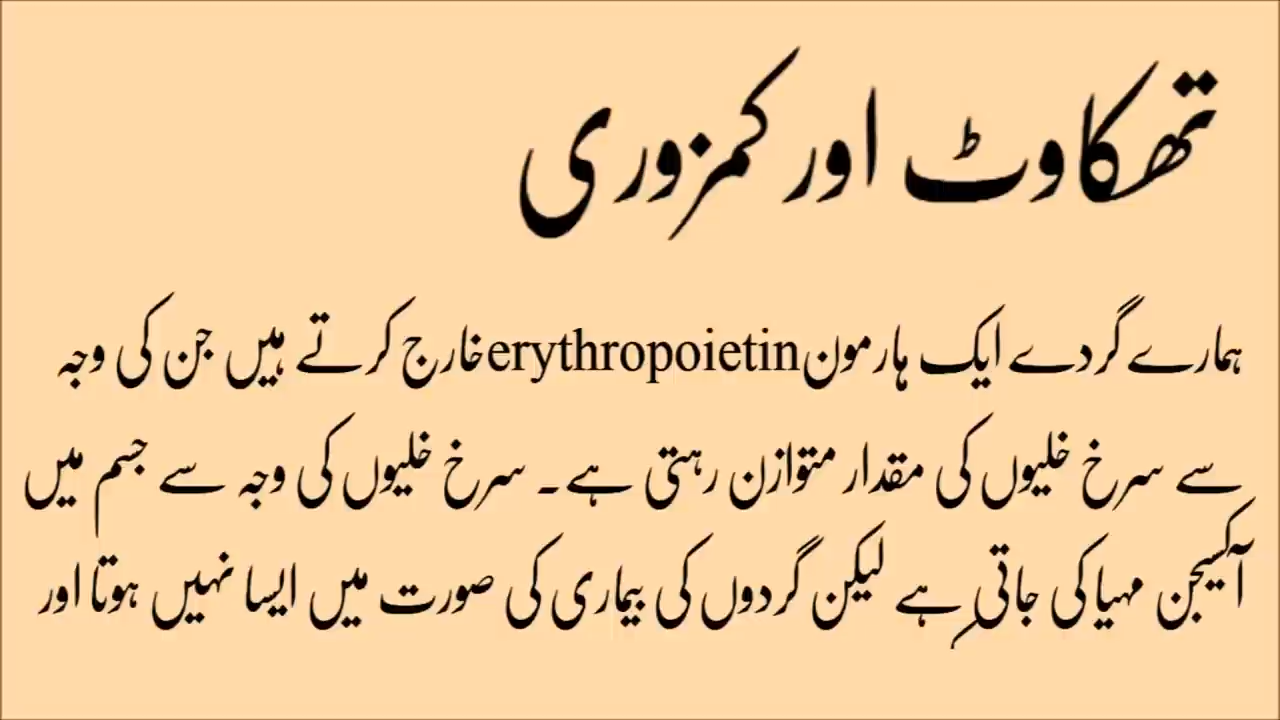 تھکاوٹ اور کمزوری
ہمارے گردے ایک ہارمون erythropoietin خارج کرتے ہیں جن کی وجہ
سے سرخ خلیوں کی مقدار متوازن رہتی ہے۔ سرخ خلیوں کی وجہ سے جسم میں
آکسیجن مہیا کی جاتی ہے لیکن گردوں کی بیماری کی صورت میں ایسا نہیں ہوتا اور